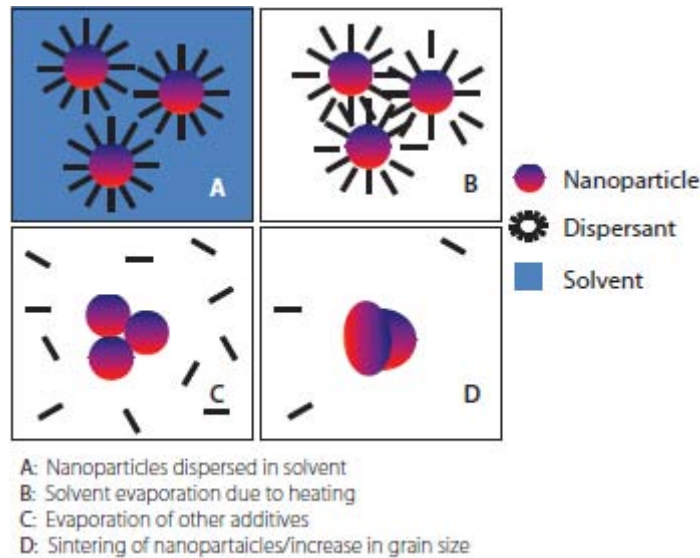 A
B
Nanoparticle
Dispersant
Solvent
C
D
A: Nanoparticles dispersed in solvent
B: Solvent evaporation due to heating
C: Evaporation of other additives
D: Sintering of nanopartaicles/increase in grain size